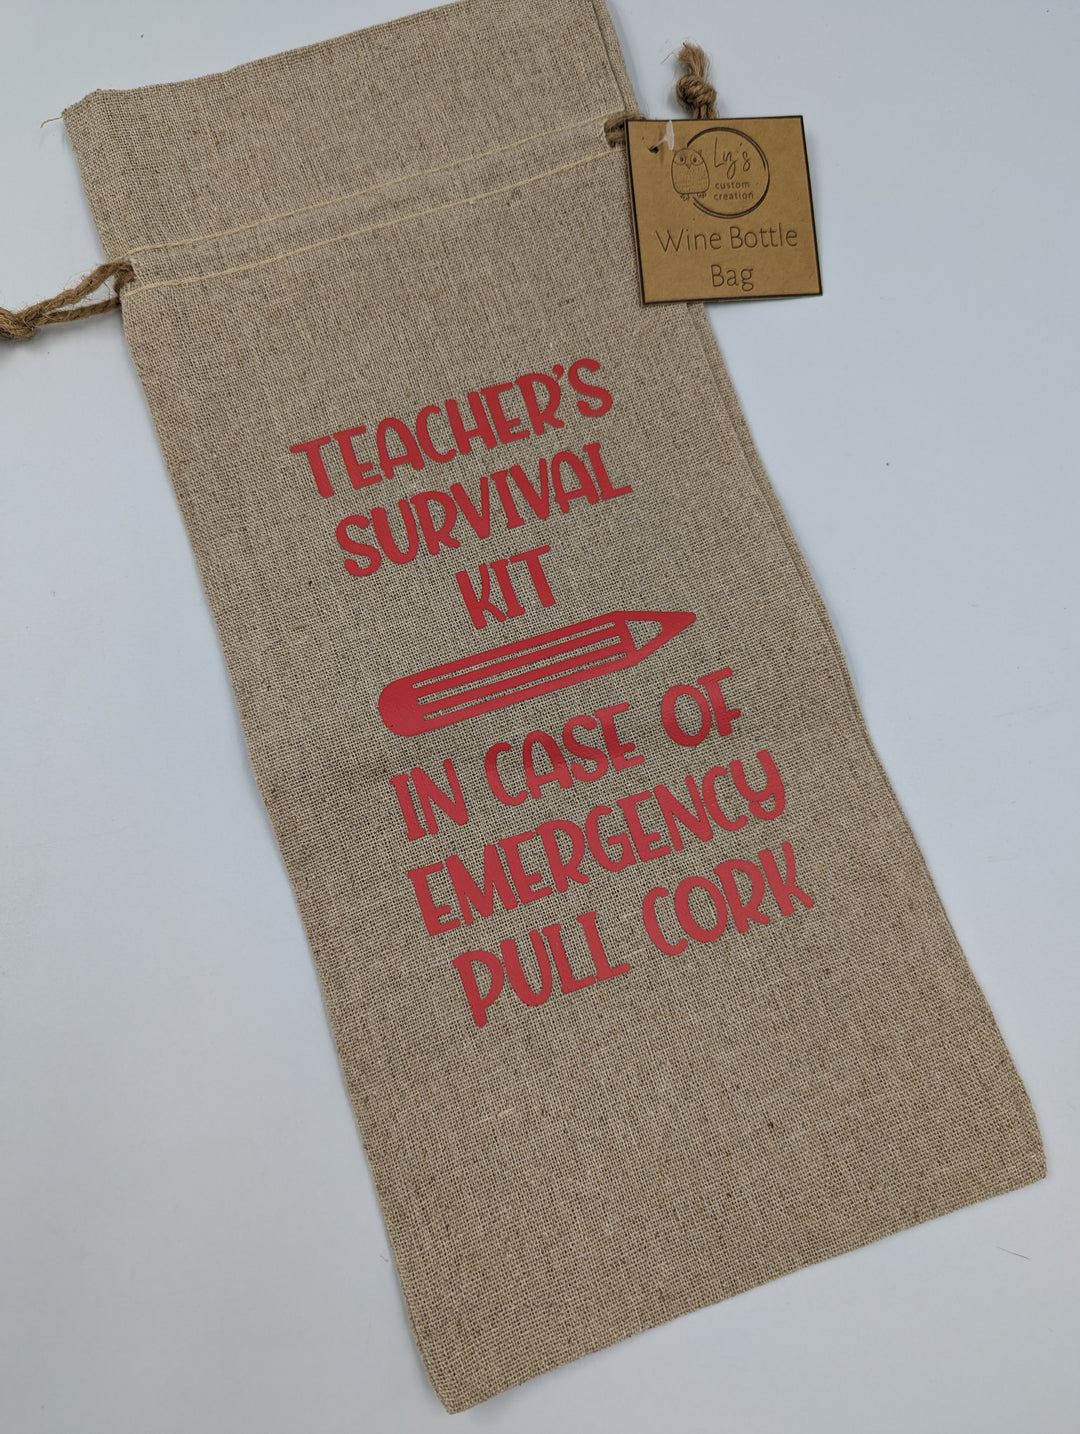 Liz's
custom
creation
Wine Bottle
Bag
TEACHER'S
SURVIVAL
KIT
IN CASE OF
EMERGENCY
PULL CORK